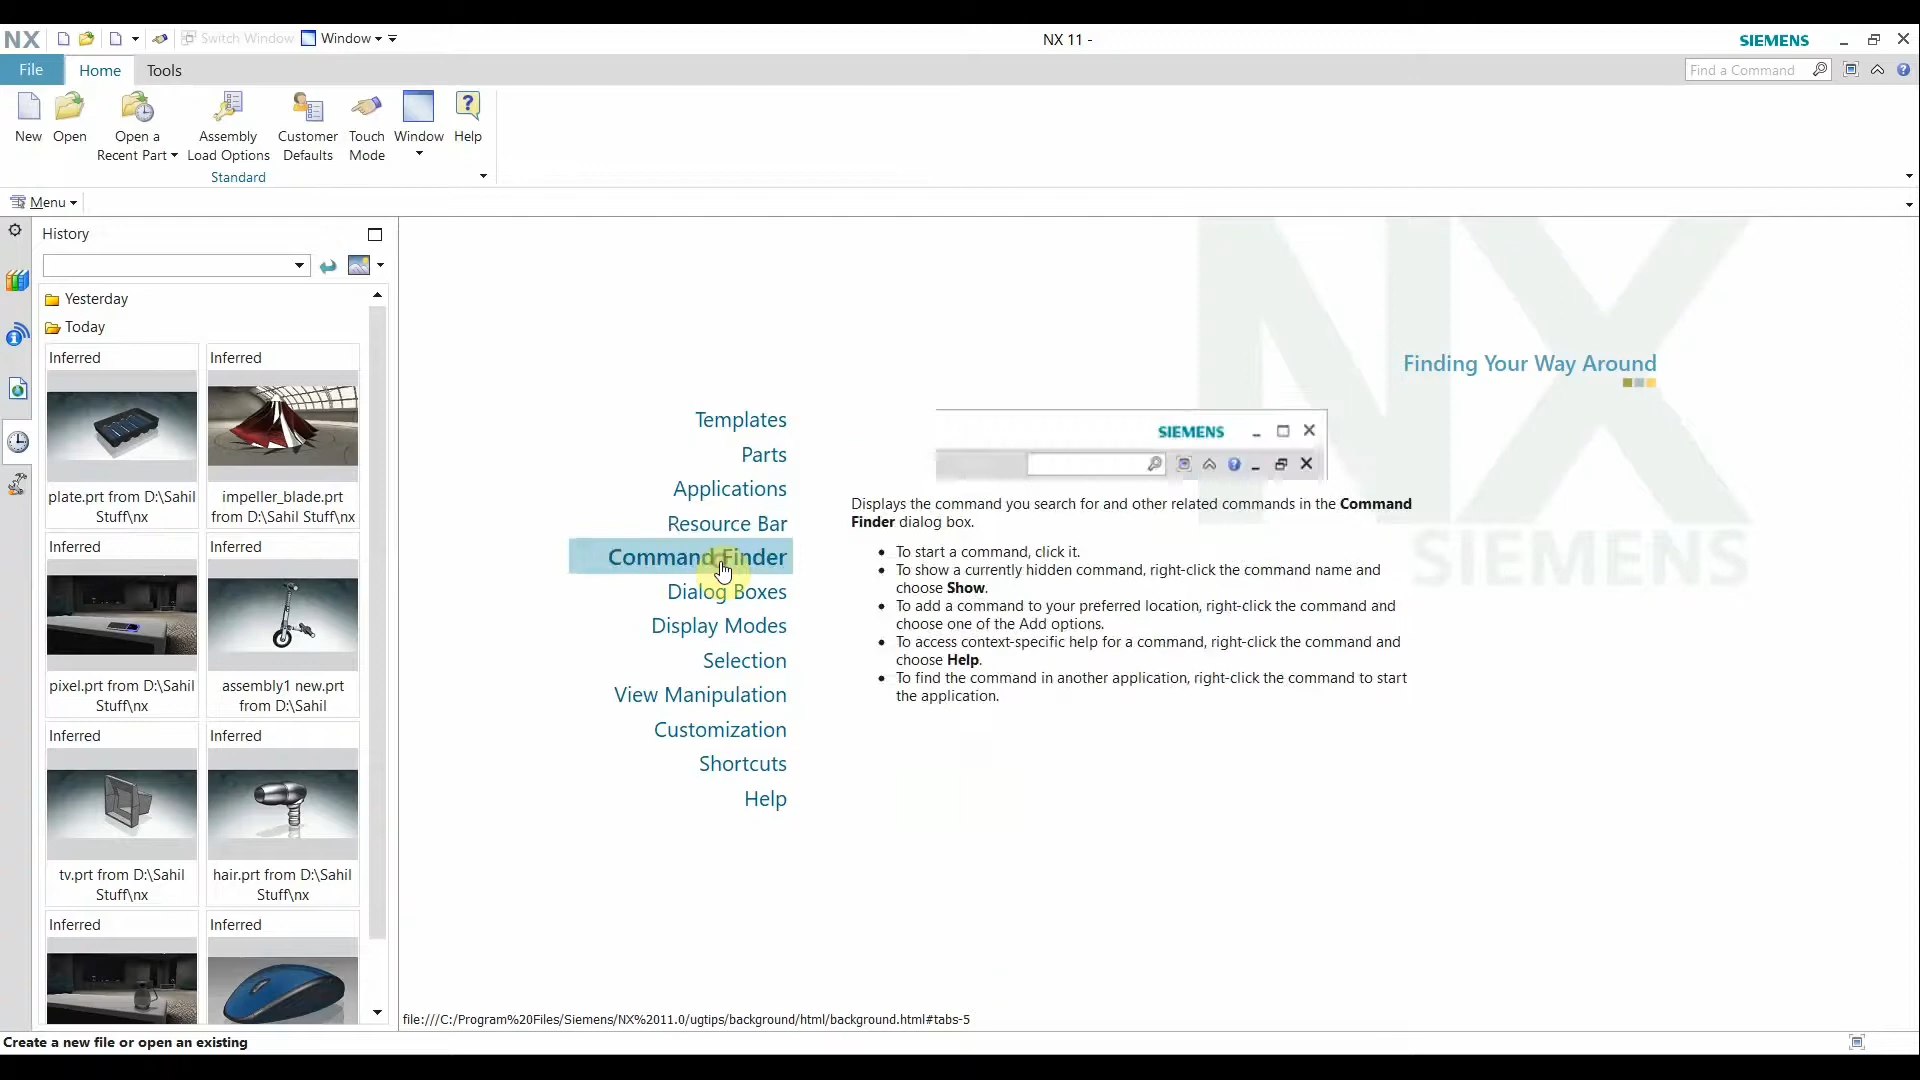 NX
Switch Window
Window
NX 11 -
SIEMENS
File
Home
Tools
Find a Command
New
Open
Open a
Recent Part
Assembly
Load Options
Customer
Defaults
Touch
Mode
Window
Help
Standard
Menu
History
Yesterday
Today
Inferred
Inferred
plate.prt from D:\Sahil
Stuff\nx
impeller_blade.prt
from D:\Sahil Stuff\nx
Inferred
Inferred
pixel.prt from D:\Sahil
Stuff\nx
assembly1 new.prt
from D:\Sahil
Inferred
Inferred
tv.prt from D:\Sahil
Stuff\nx
hair.prt from D:\Sahil
Stuff\nx
Inferred
Inferred
NX
SIEMENS
Finding Your Way Around
Templates
Parts
Applications
Resource Bar
Command Finder
Dialog Boxes
Display Modes
Selection
View Manipulation
Customization
Shortcuts
Help
SIEMENS
Displays the command you search for and other related commands in the Command
Finder dialog box.
• To start a command, click it.
• To show a currently hidden command, right-click the command name and
choose Show.
• To add a command to your preferred location, right-click the command and
choose one of the Add options.
• To access context-specific help for a command, right-click the command and
choose Help.
• To find the command in another application, right-click the command to start
the application.
file:///C:/Program%20Files/Siemens/NX%2011.0/ugtips/background/html/background.html#tabs-5
Create a new file or open an existing